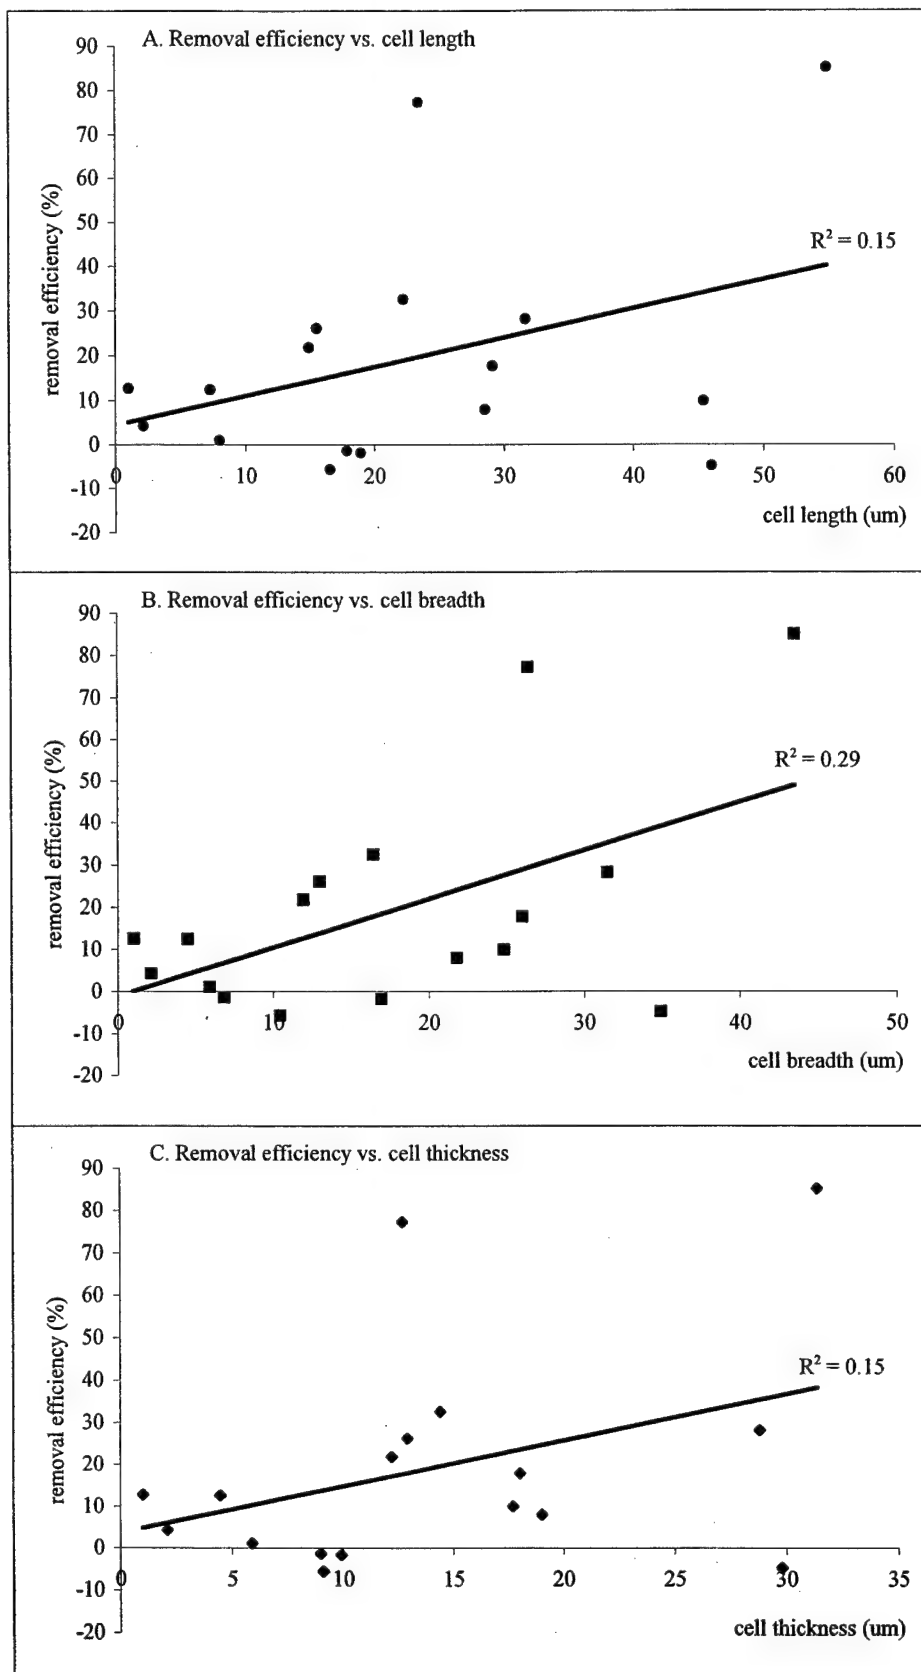 A. Removal efficiency vs. cell length
90
80
70
60
50
40
30
20
10
0
-10
-20
removal efficiency (%)
R² = 0.15
0 10 20 30 40 50 60
cell length (um)
B. Removal efficiency vs. cell breadth
90
80
70
60
50
40
30
20
10
0
-10
-20
removal efficiency (%)
R² = 0.29
0 10 20 30 40 50
cell breadth (um)
C. Removal efficiency vs. cell thickness
90
80
70
60
50
40
30
20
10
0
-10
-20
removal efficiency (%)
R² = 0.15
0 5 10 15 20 25 30 35
cell thickness (um)